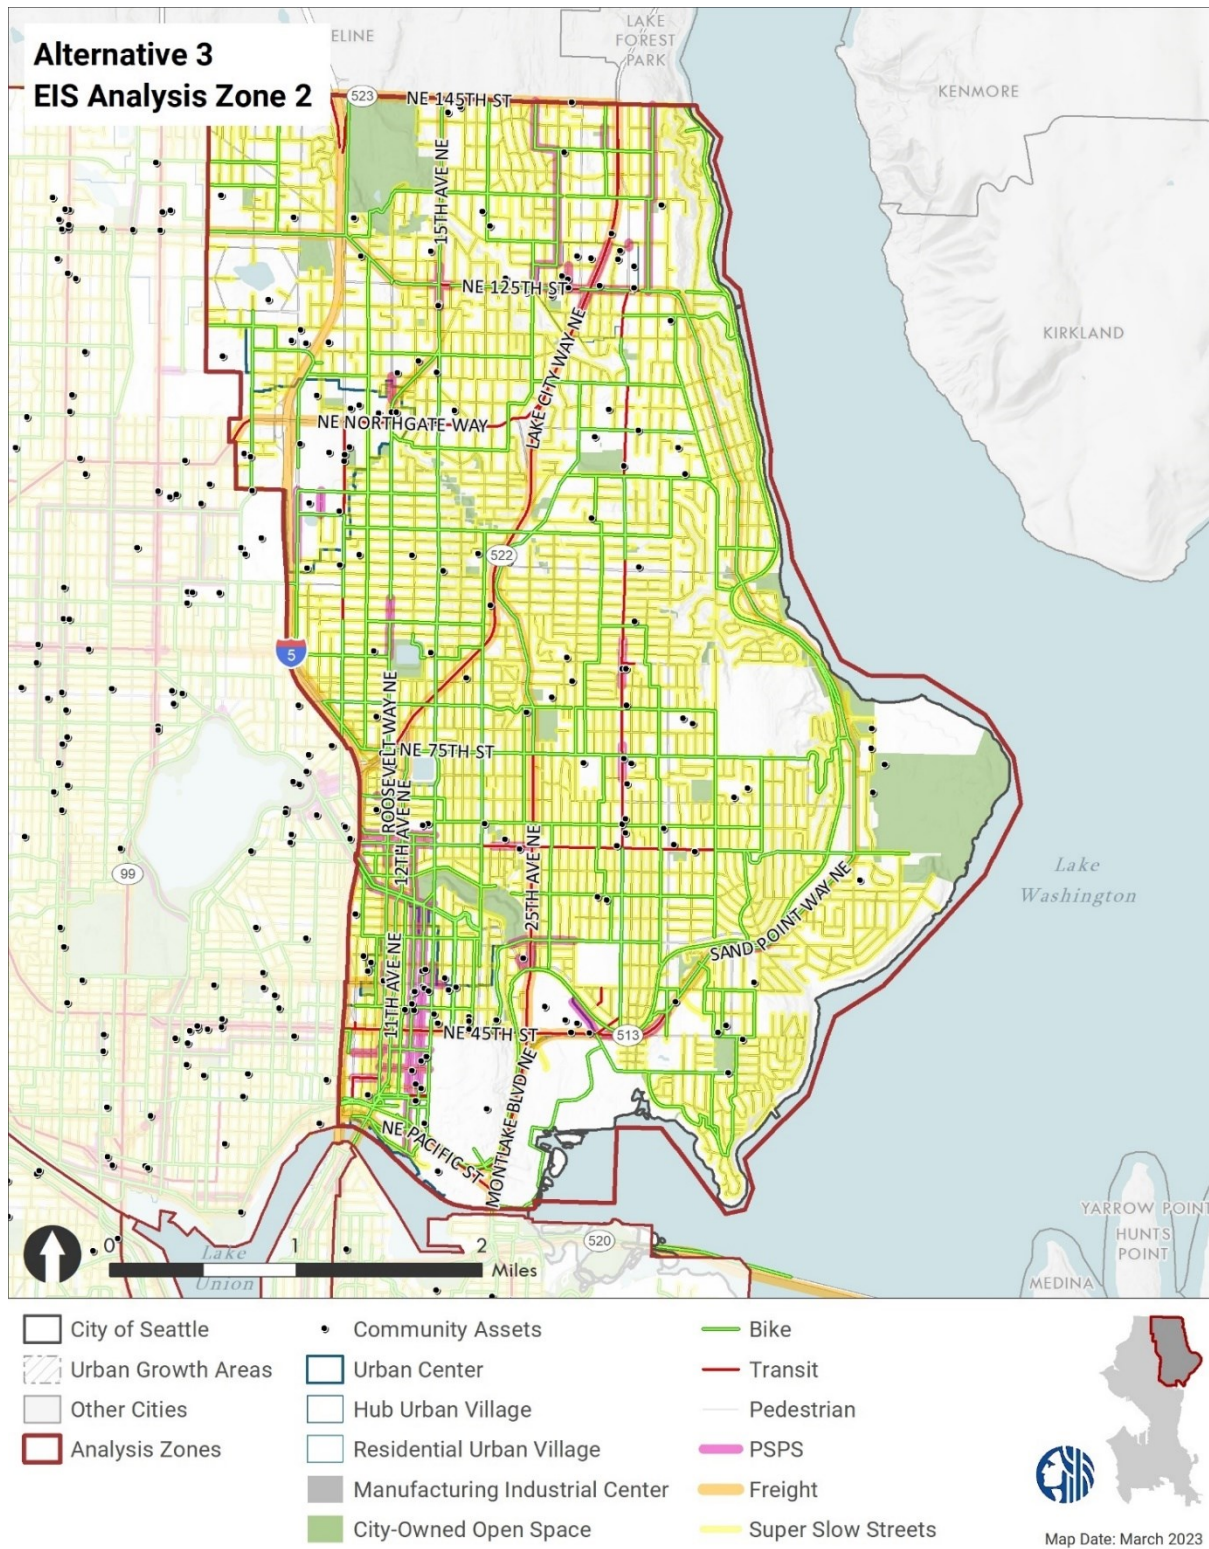 Alternative 3
EIS Analysis Zone 2
ELINE
LAKE
FOREST
PARK
KENMORE
523
NE 145TH ST
15TH AVE NE
NE 125TH ST
KIRKLAND
LAKE CITY WAY NE
NE NORTHGATE WAY
522
5
ROOSEVELT WAY NE
NE 75TH ST
12TH AVE NE
99
25TH AVE NE
Lake
Washington
SAND POINT WAY NE
11TH AVE NE
NE 45TH ST
513
MONTLAKE BLVD NE
NE PACIFIC ST
YARROW POINT
HUNTS
POINT
MEDINA
520
Lake
Union
0 1 2
Miles
City of Seattle
Urban Growth Areas
Other Cities
Analysis Zones
Community Assets
Urban Center
Hub Urban Village
Residential Urban Village
Manufacturing Industrial Center
City-Owned Open Space
Bike
Transit
Pedestrian
PSPS
Freight
Super Slow Streets
Map Date: March 2023